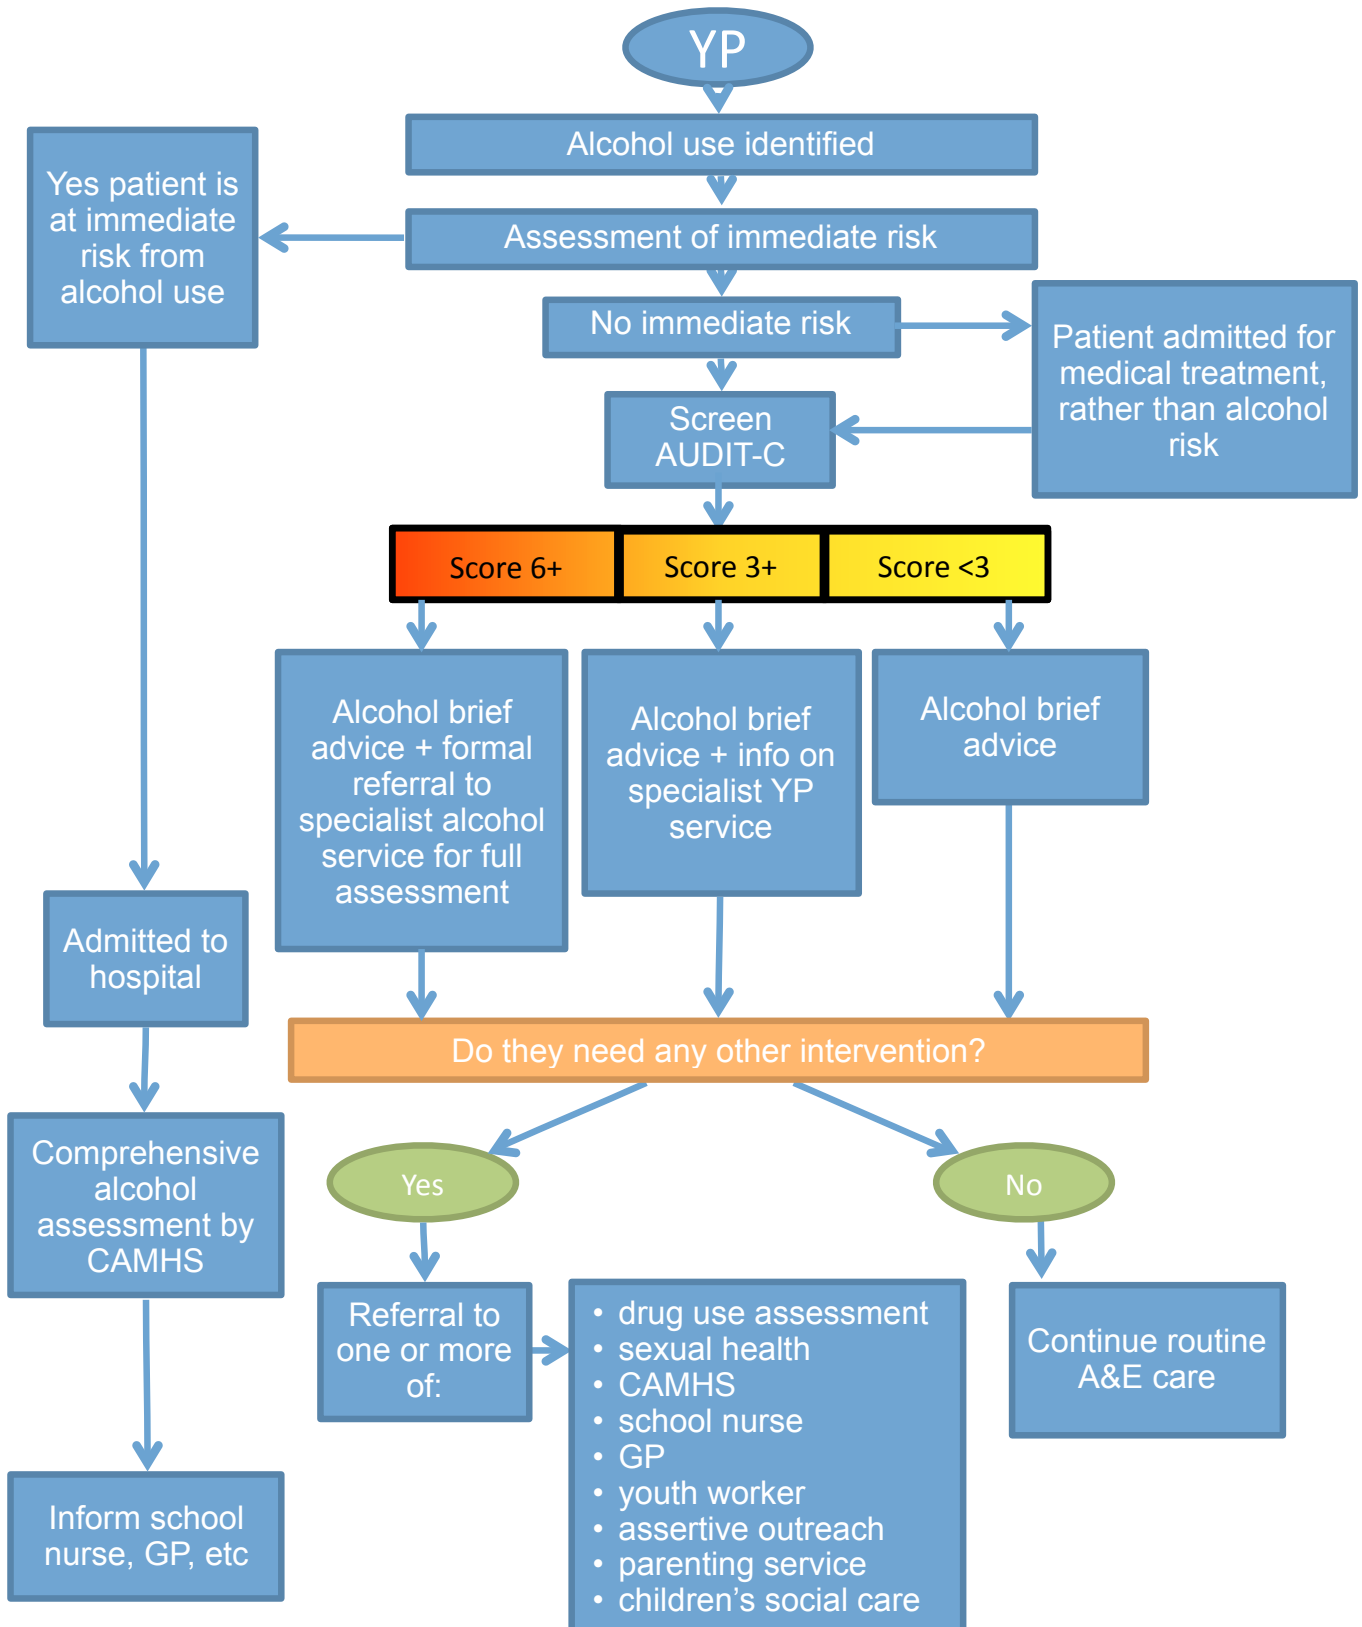 YP
Alcohol use identified
Yes patient is
at immediate
risk from
alcohol use
Assessment of immediate risk
No immediate risk
Patient admitted for
medical treatment,
rather than alcohol
risk
Screen
AUDIT-C
Score 6+
Score 3+
Score <3
Alcohol brief
advice + formal
referral to
specialist alcohol
service for full
assessment
Alcohol brief
advice + info on
specialist YP
service
Alcohol brief
advice
Admitted to
hospital
Do they need any other intervention?
Comprehensive
alcohol
assessment by
CAMHS
Yes
No
Referral to
one or more
of:
• drug use assessment
• sexual health
• CAMHS
• school nurse
• GP
• youth worker
• assertive outreach
• parenting service
• children’s social care
Continue routine
A&E care
Inform school
nurse, GP, etc